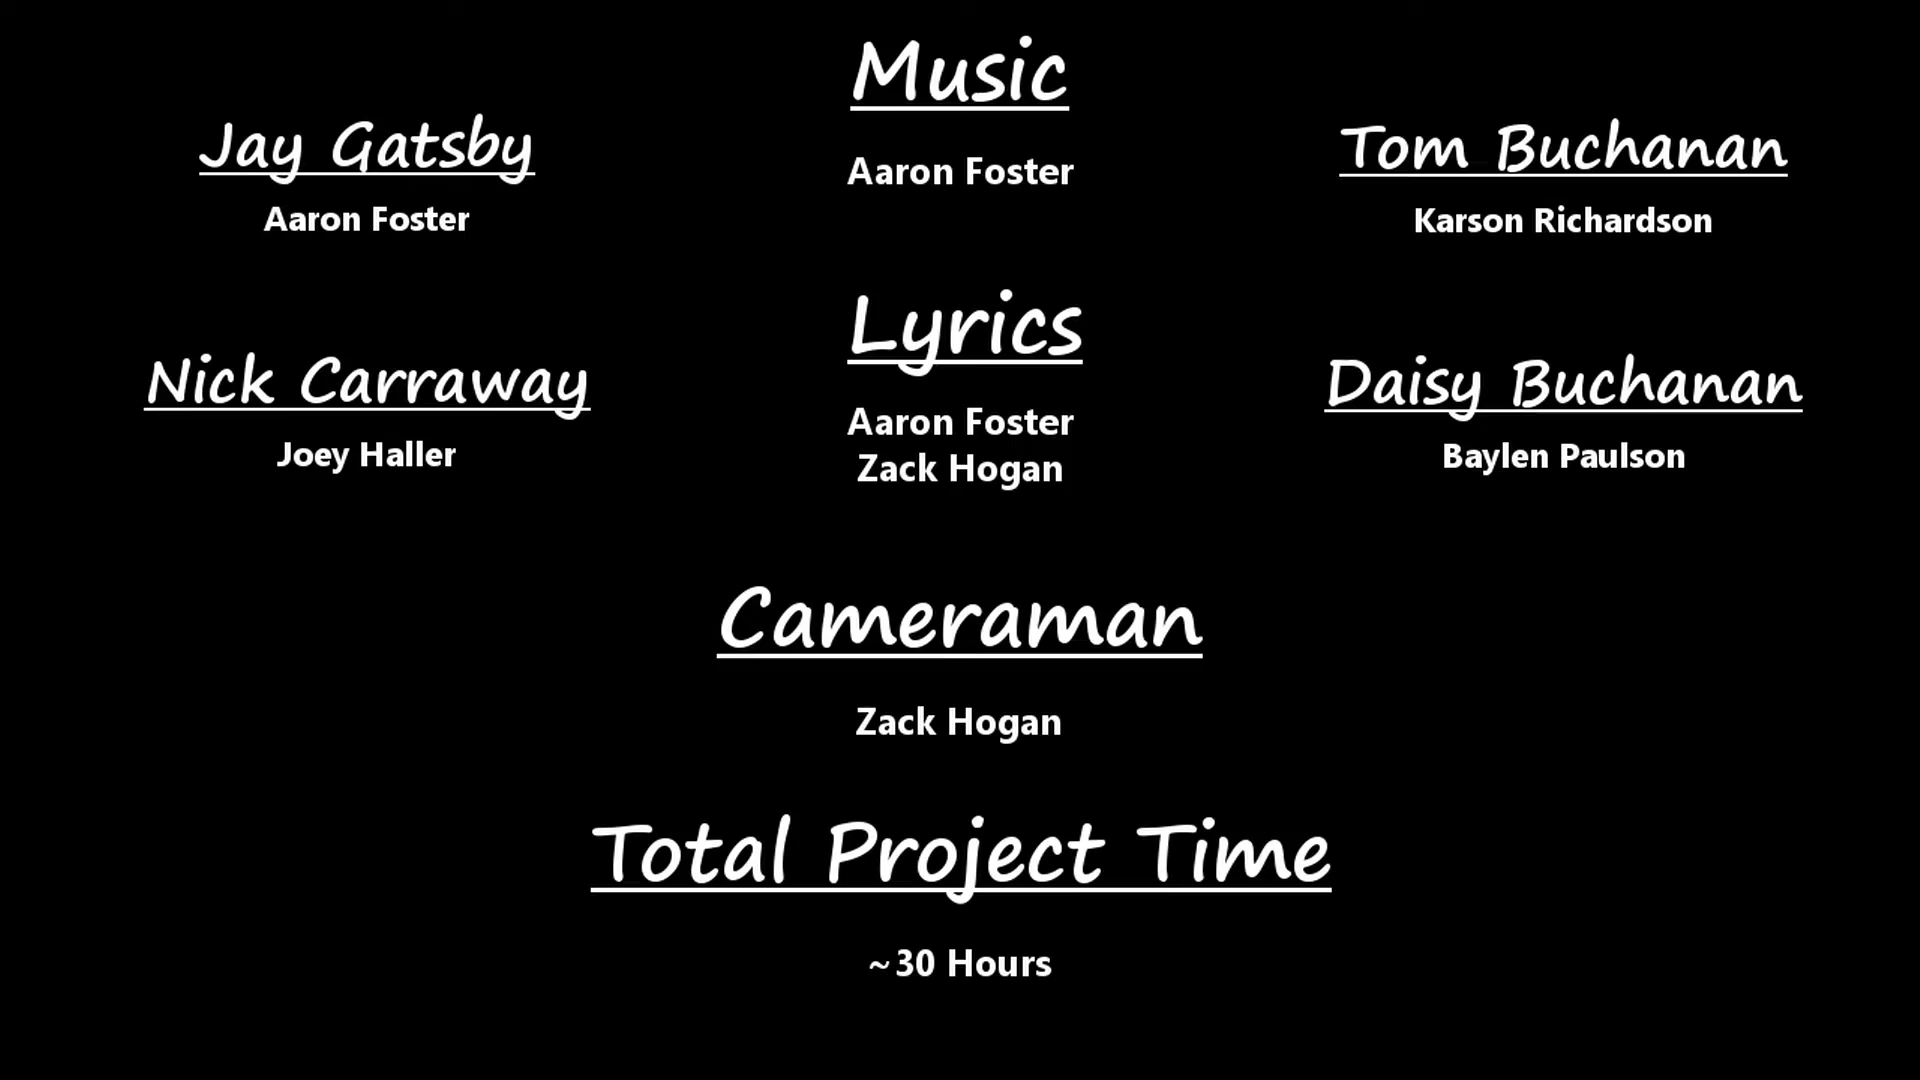 Music
Aaron Foster
Jay Gatsby
Aaron Foster
Tom Buchanan
Karson Richardson
Lyrics
Aaron Foster
Zack Hogan
Nick Carraway
Joey Haller
Daisy Buchanan
Baylen Paulson
Cameraman
Zack Hogan
Total Project Time
~30 Hours